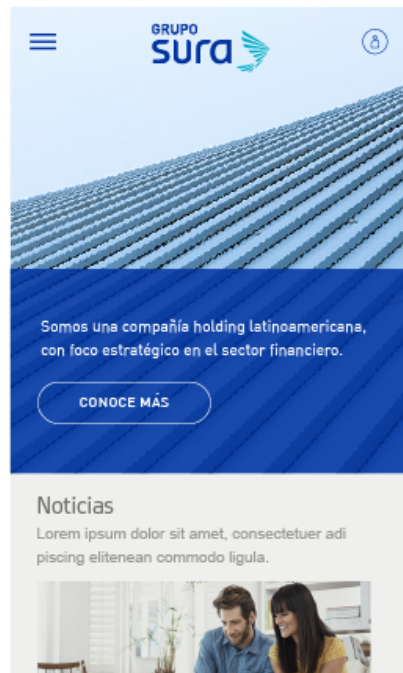 GRUPO
sura
Somos una compañía holding latinoamericana,
con foco estratégico en el sector financiero.
CONOCE MÁS
Noticias
Lorem ipsum dolor sit amet, consectetuer adi
piscing elitenean commodo ligula.